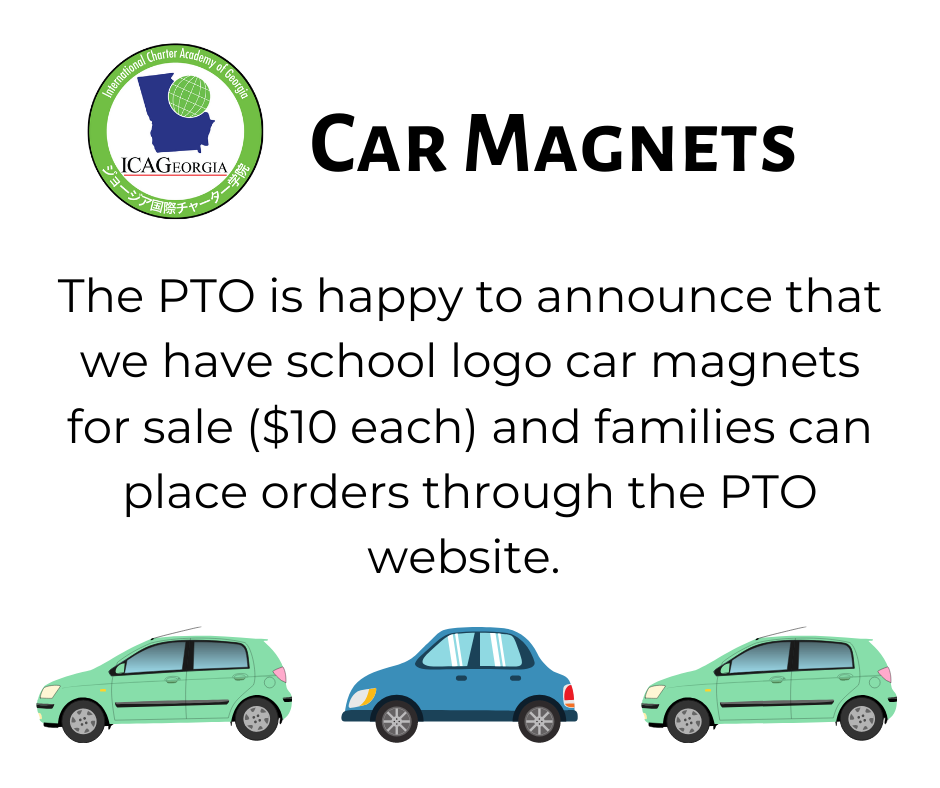 International Charter Academy of Georgia
ICAGEORGIA
ジョージア国際チャーター学院
CAR MAGNETS
The PTO is happy to announce that
we have school logo car magnets
for sale ($10 each) and families can
place orders through the PTO
website.